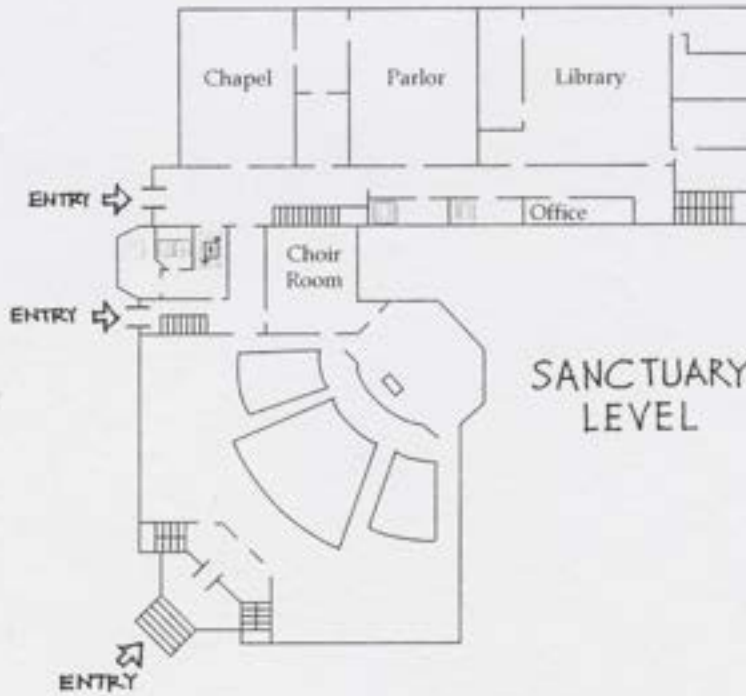 Chapel
Parlor
Library
ENTRY
Office
Choir
Room
ENTRY
SANCTUARY
LEVEL
ENTRY